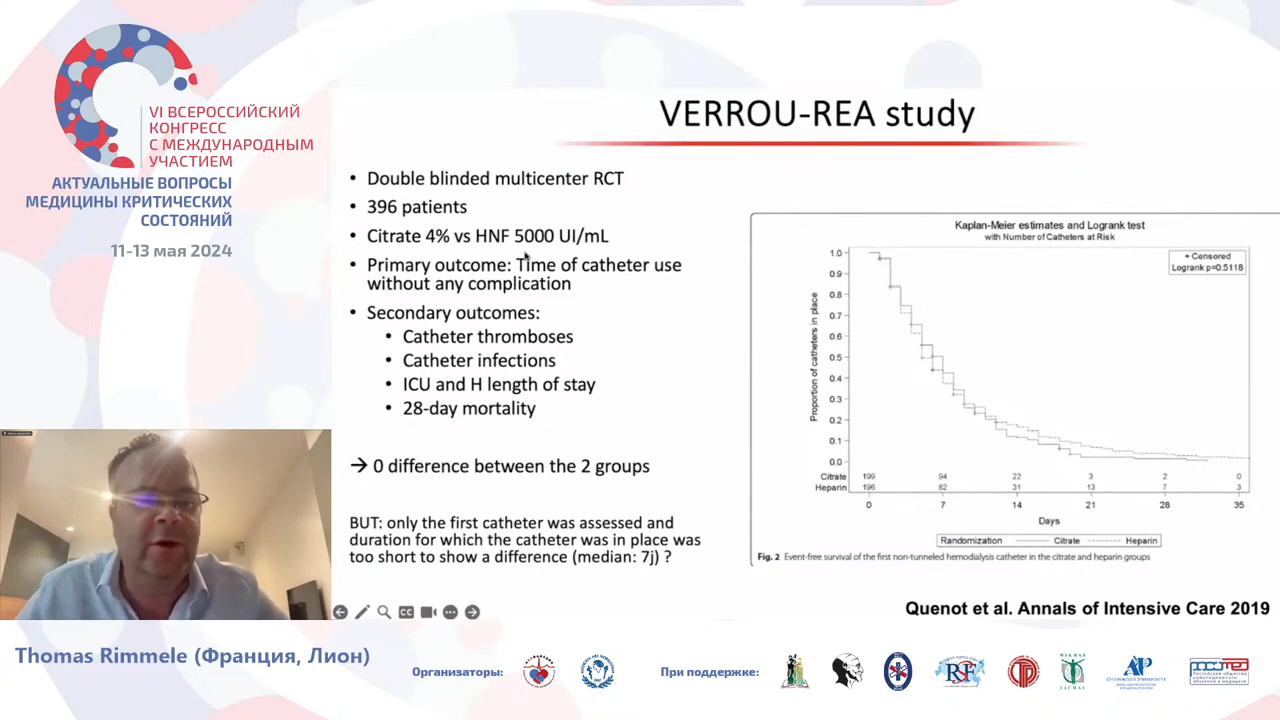 VI ВСЕРОССИЙСКИЙ
КОНГРЕСС
С МЕЖДУНАРОДНЫМ
УЧАСТИЕМ
АКТУАЛЬНЫЕ ВОПРОСЫ
МЕДИЦИНЫ КРИТИЧЕСКИХ
СОСТОЯНИЙ
11-13 мая 2024
VERROU-REA study
• Double blinded multicenter RCT
• 396 patients
• Citrate 4% vs HNF 5000 UI/mL
• Primary outcome: Time of catheter use
without any complication
• Secondary outcomes:
• Catheter thromboses
• Catheter infections
• ICU and H length of stay
• 28-day mortality
→ 0 difference between the 2 groups
BUT: only the first catheter was assessed and
duration for which the catheter was in place was
too short to show a difference (median: 7j) ?
Kaplan-Meier estimates and Logrank test
with Number of Catheters at Risk
+ Censored
Logrank p=0.5118
Proportion of catheters in place
1.0
0.9
0.8
0.7
0.6
0.5
0.4
0.3
0.2
0.1
0.0
Citrate 199 94 22 3 2 0
Heparin 196 82 31 13 7 3
0 7 14 21 28 35
Days
Randomization Citrate Heparin
Fig. 2 Event-free survival of the first non-tunneled hemodialysis catheter in the citrate and heparin groups
Quenot et al. Annals of Intensive Care 2019
CC
Thomas Rimmele (Франция, Лион)
Организаторы:
При поддержке: